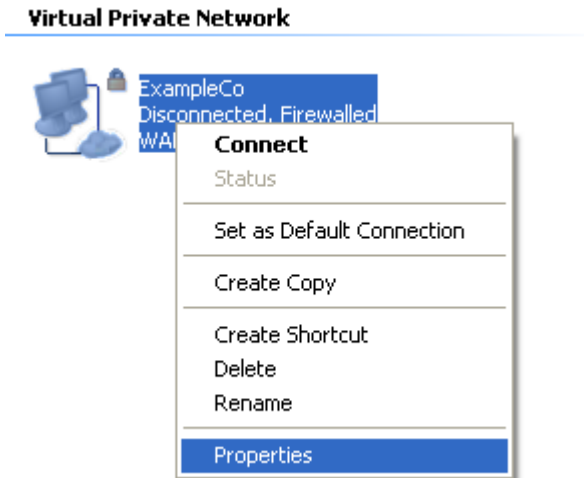 Virtual Private Network
ExampleCo
Disconnected, Firewalled
Connect
Status
Set as Default Connection
Create Copy
Create Shortcut
Delete
Rename
Properties